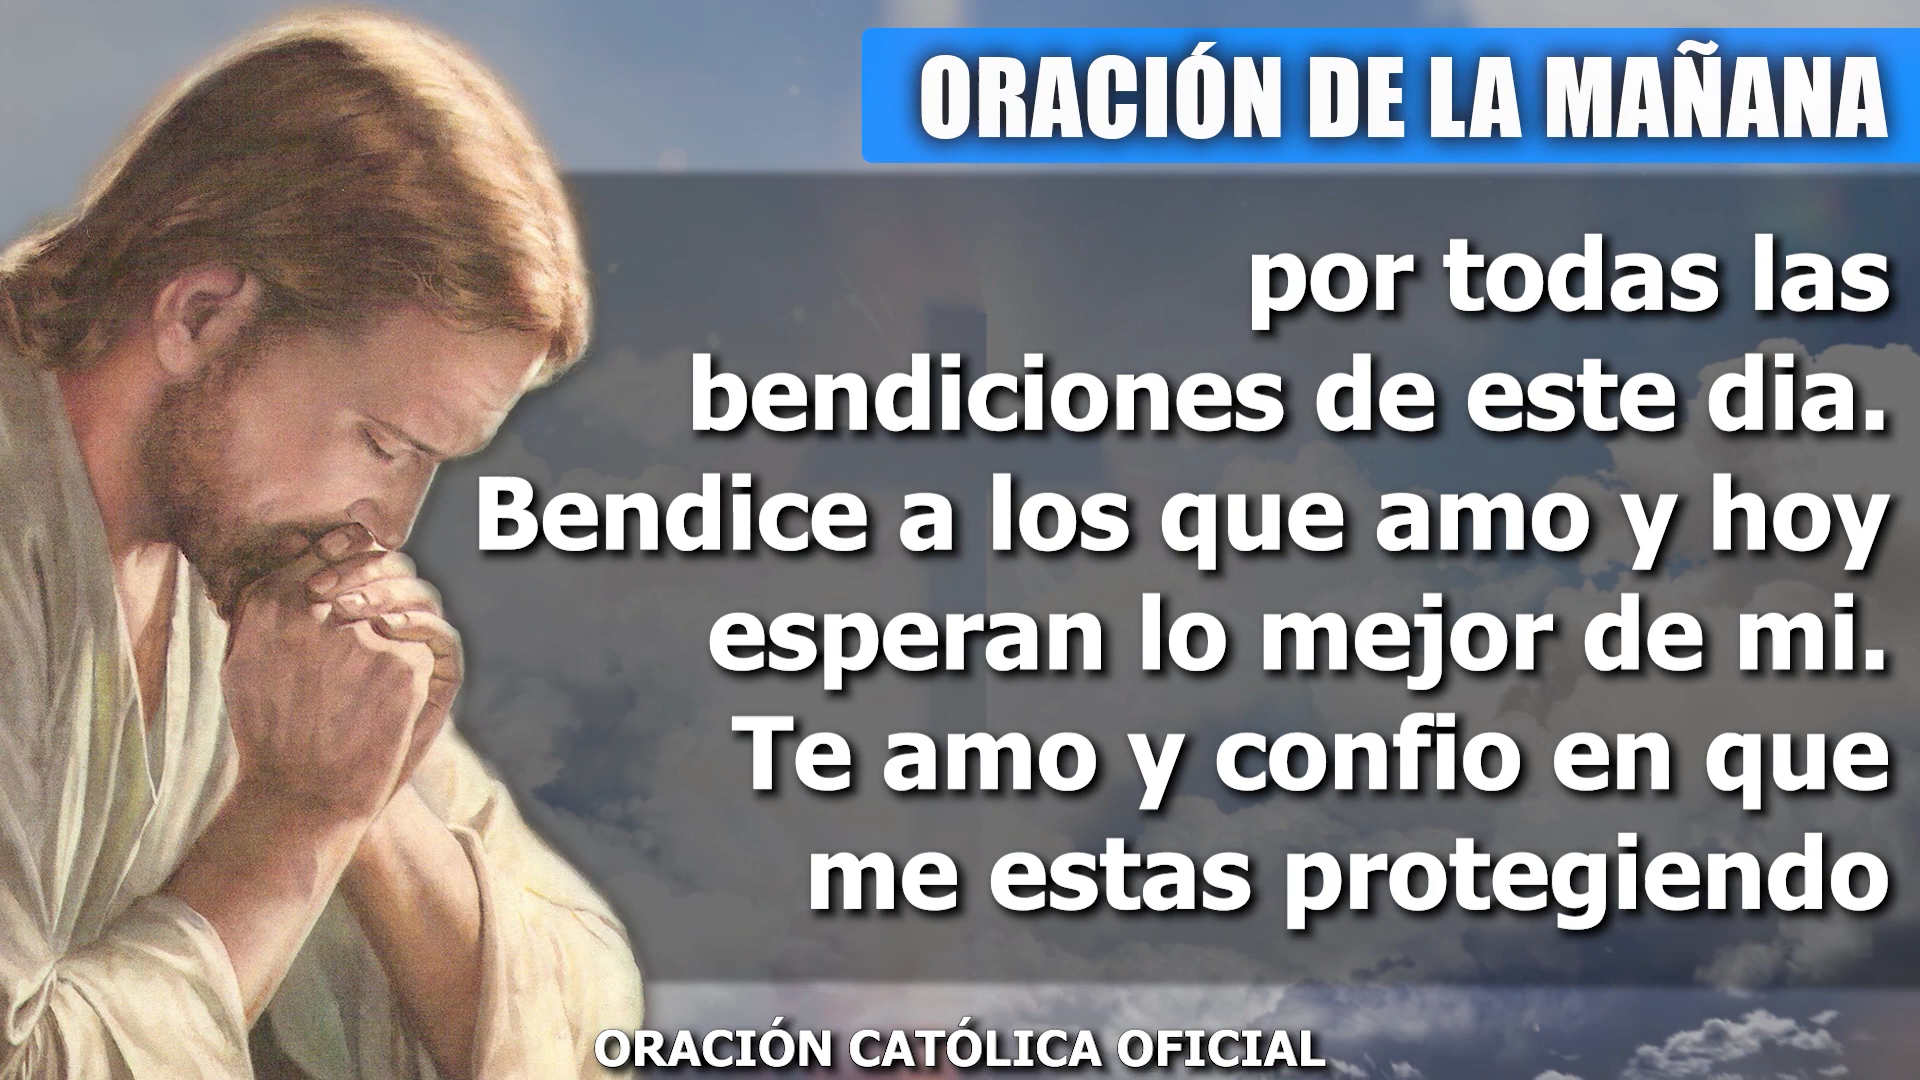 ORACIÓN DE LA MAÑANA
por todas las
bendiciones de este dia.
Bendice a los que amo y hoy
esperan lo mejor de mi.
Te amo y confio en que
me estas protegiendo
ORACIÓN CATÓLICA OFICIAL